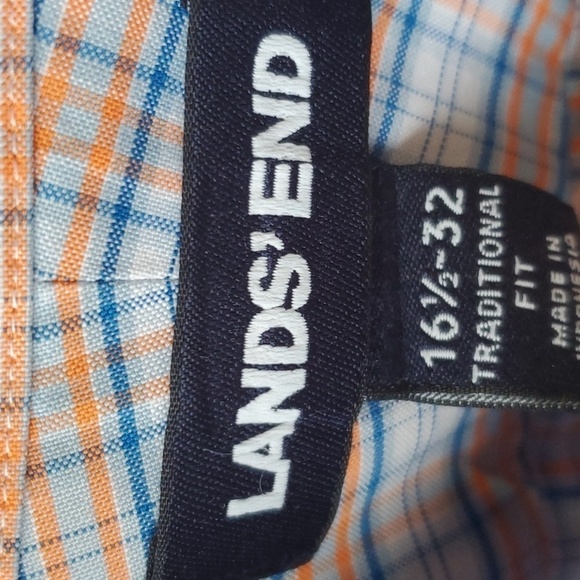 LANDS' END
16½-32
TRADITIONAL
FIT
MADE IN